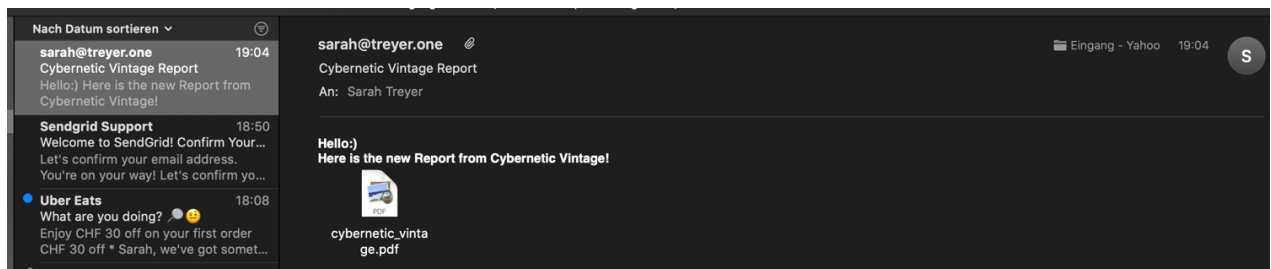 Nach Datum sortieren
sarah@treyer.one 19:04
Cybernetic Vintage Report
Hello:) Here is the new Report from
Cybernetic Vintage!
Sendgrid Support 18:50
Welcome to SendGrid! Confirm Your...
Let's confirm your email address.
You're on your way! Let's confirm yo...
Uber Eats 18:08
What are you doing? 🔎😐
Enjoy CHF 30 off on your first order
CHF 30 off * Sarah, we've got somet...
sarah@treyer.one
Eingang - Yahoo 19:04
S
Cybernetic Vintage Report
An: Sarah Treyer
Hello:)
Here is the new Report from Cybernetic Vintage!
PDF
cybernetic_vinta
ge.pdf